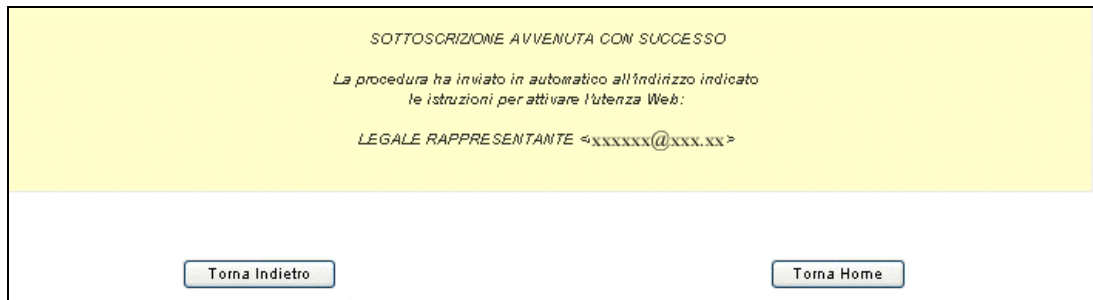 SOTTOSCRIZIONE AVVENUTA CON SUCCESSO
La procedura ha inviato in automatico all'indirizzo indicato
le istruzioni per attivare l'utenza Web:
LEGALE RAPPRESENTANTE <xxxxxx@xxx.xx>
Torna Indietro
Torna Home